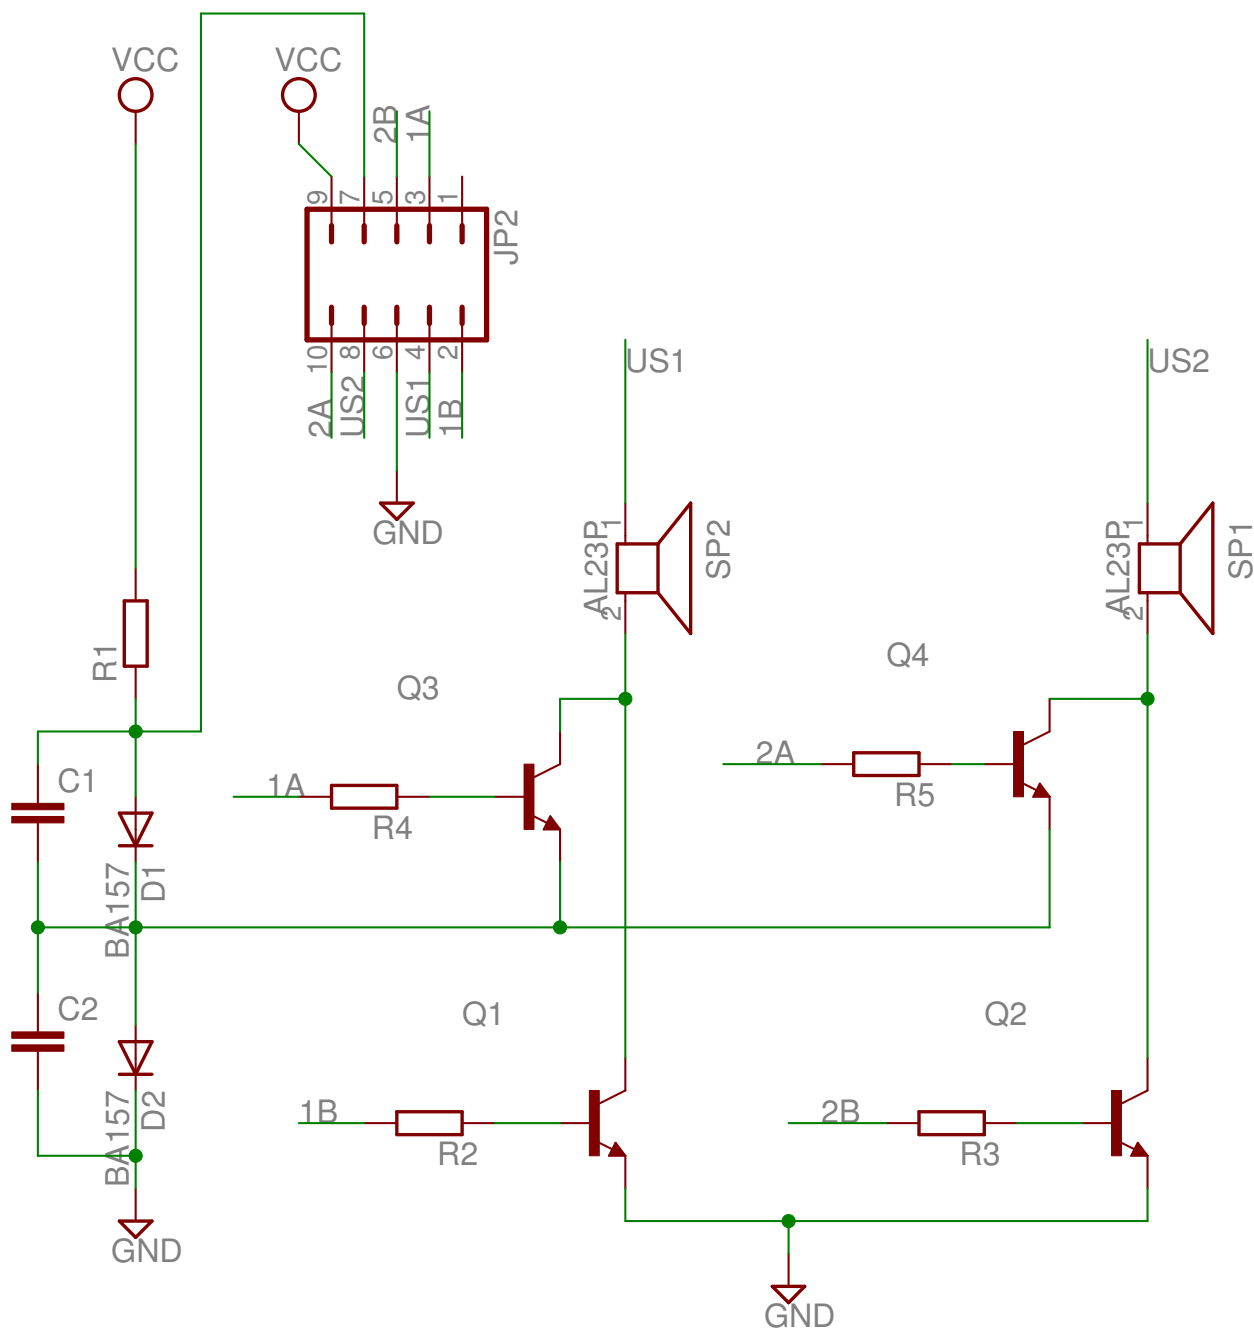 VCC
VCC
2B
1A
9
7
5
3
1
JP2
10
8
6
4
2
2A
US2
US1
1B
GND
US1
US2
AL23P
1
2
SP2
AL23P
1
2
SP1
R1
Q3
Q4
1A
R4
2A
R5
C1
BA157
D1
C2
BA157
D2
Q1
Q2
1B
R2
2B
R3
GND
GND